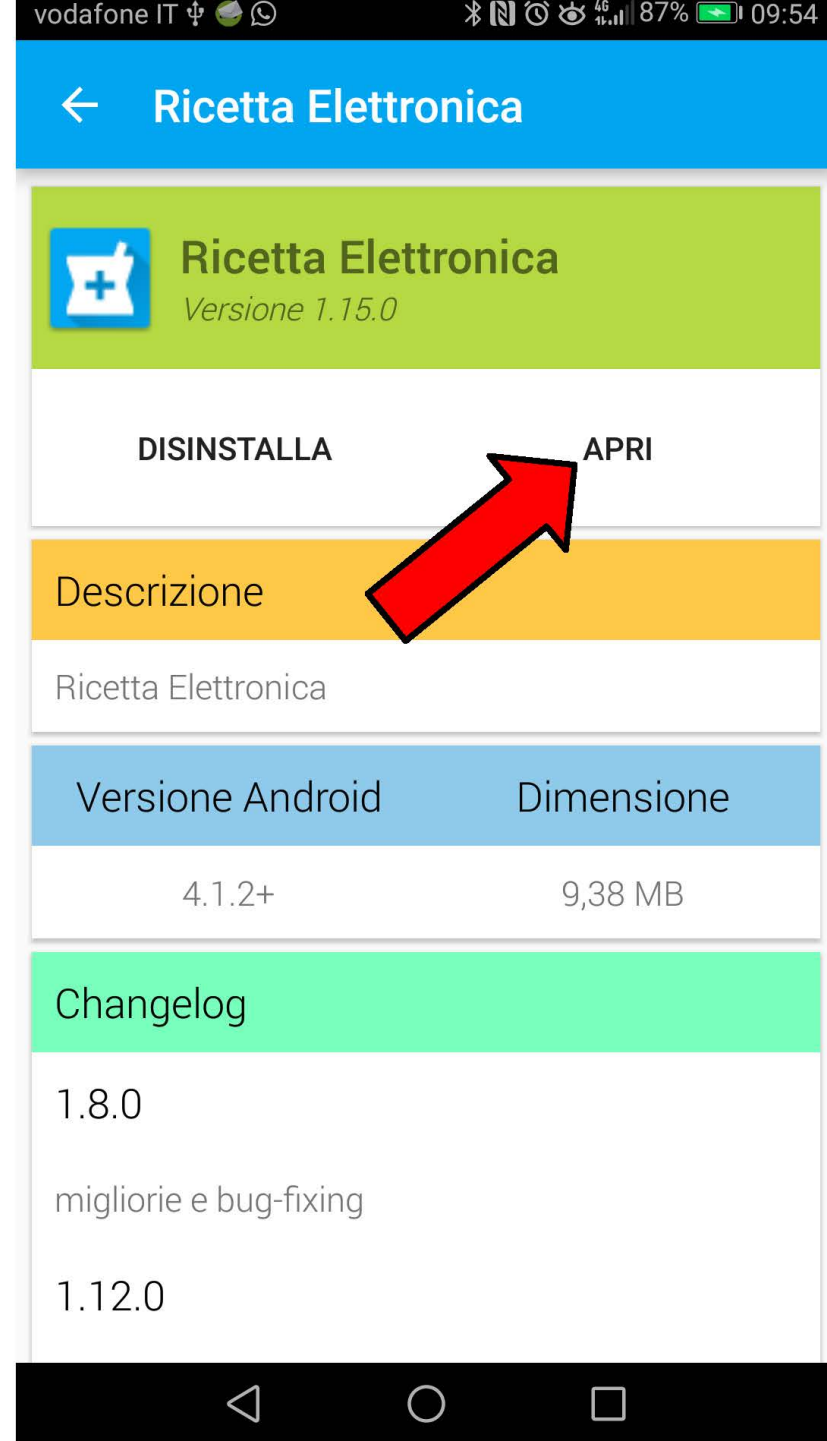 vodafone IT 4G 87% 09:54
Ricetta Elettronica
Ricetta Elettronica
Versione 1.15.0
DISINSTALLA APRI
Descrizione
Ricetta Elettronica
Versione Android Dimensione
4.1.2+ 9,38 MB
Changelog
1.8.0
migliorie e bug-fixing
1.12.0